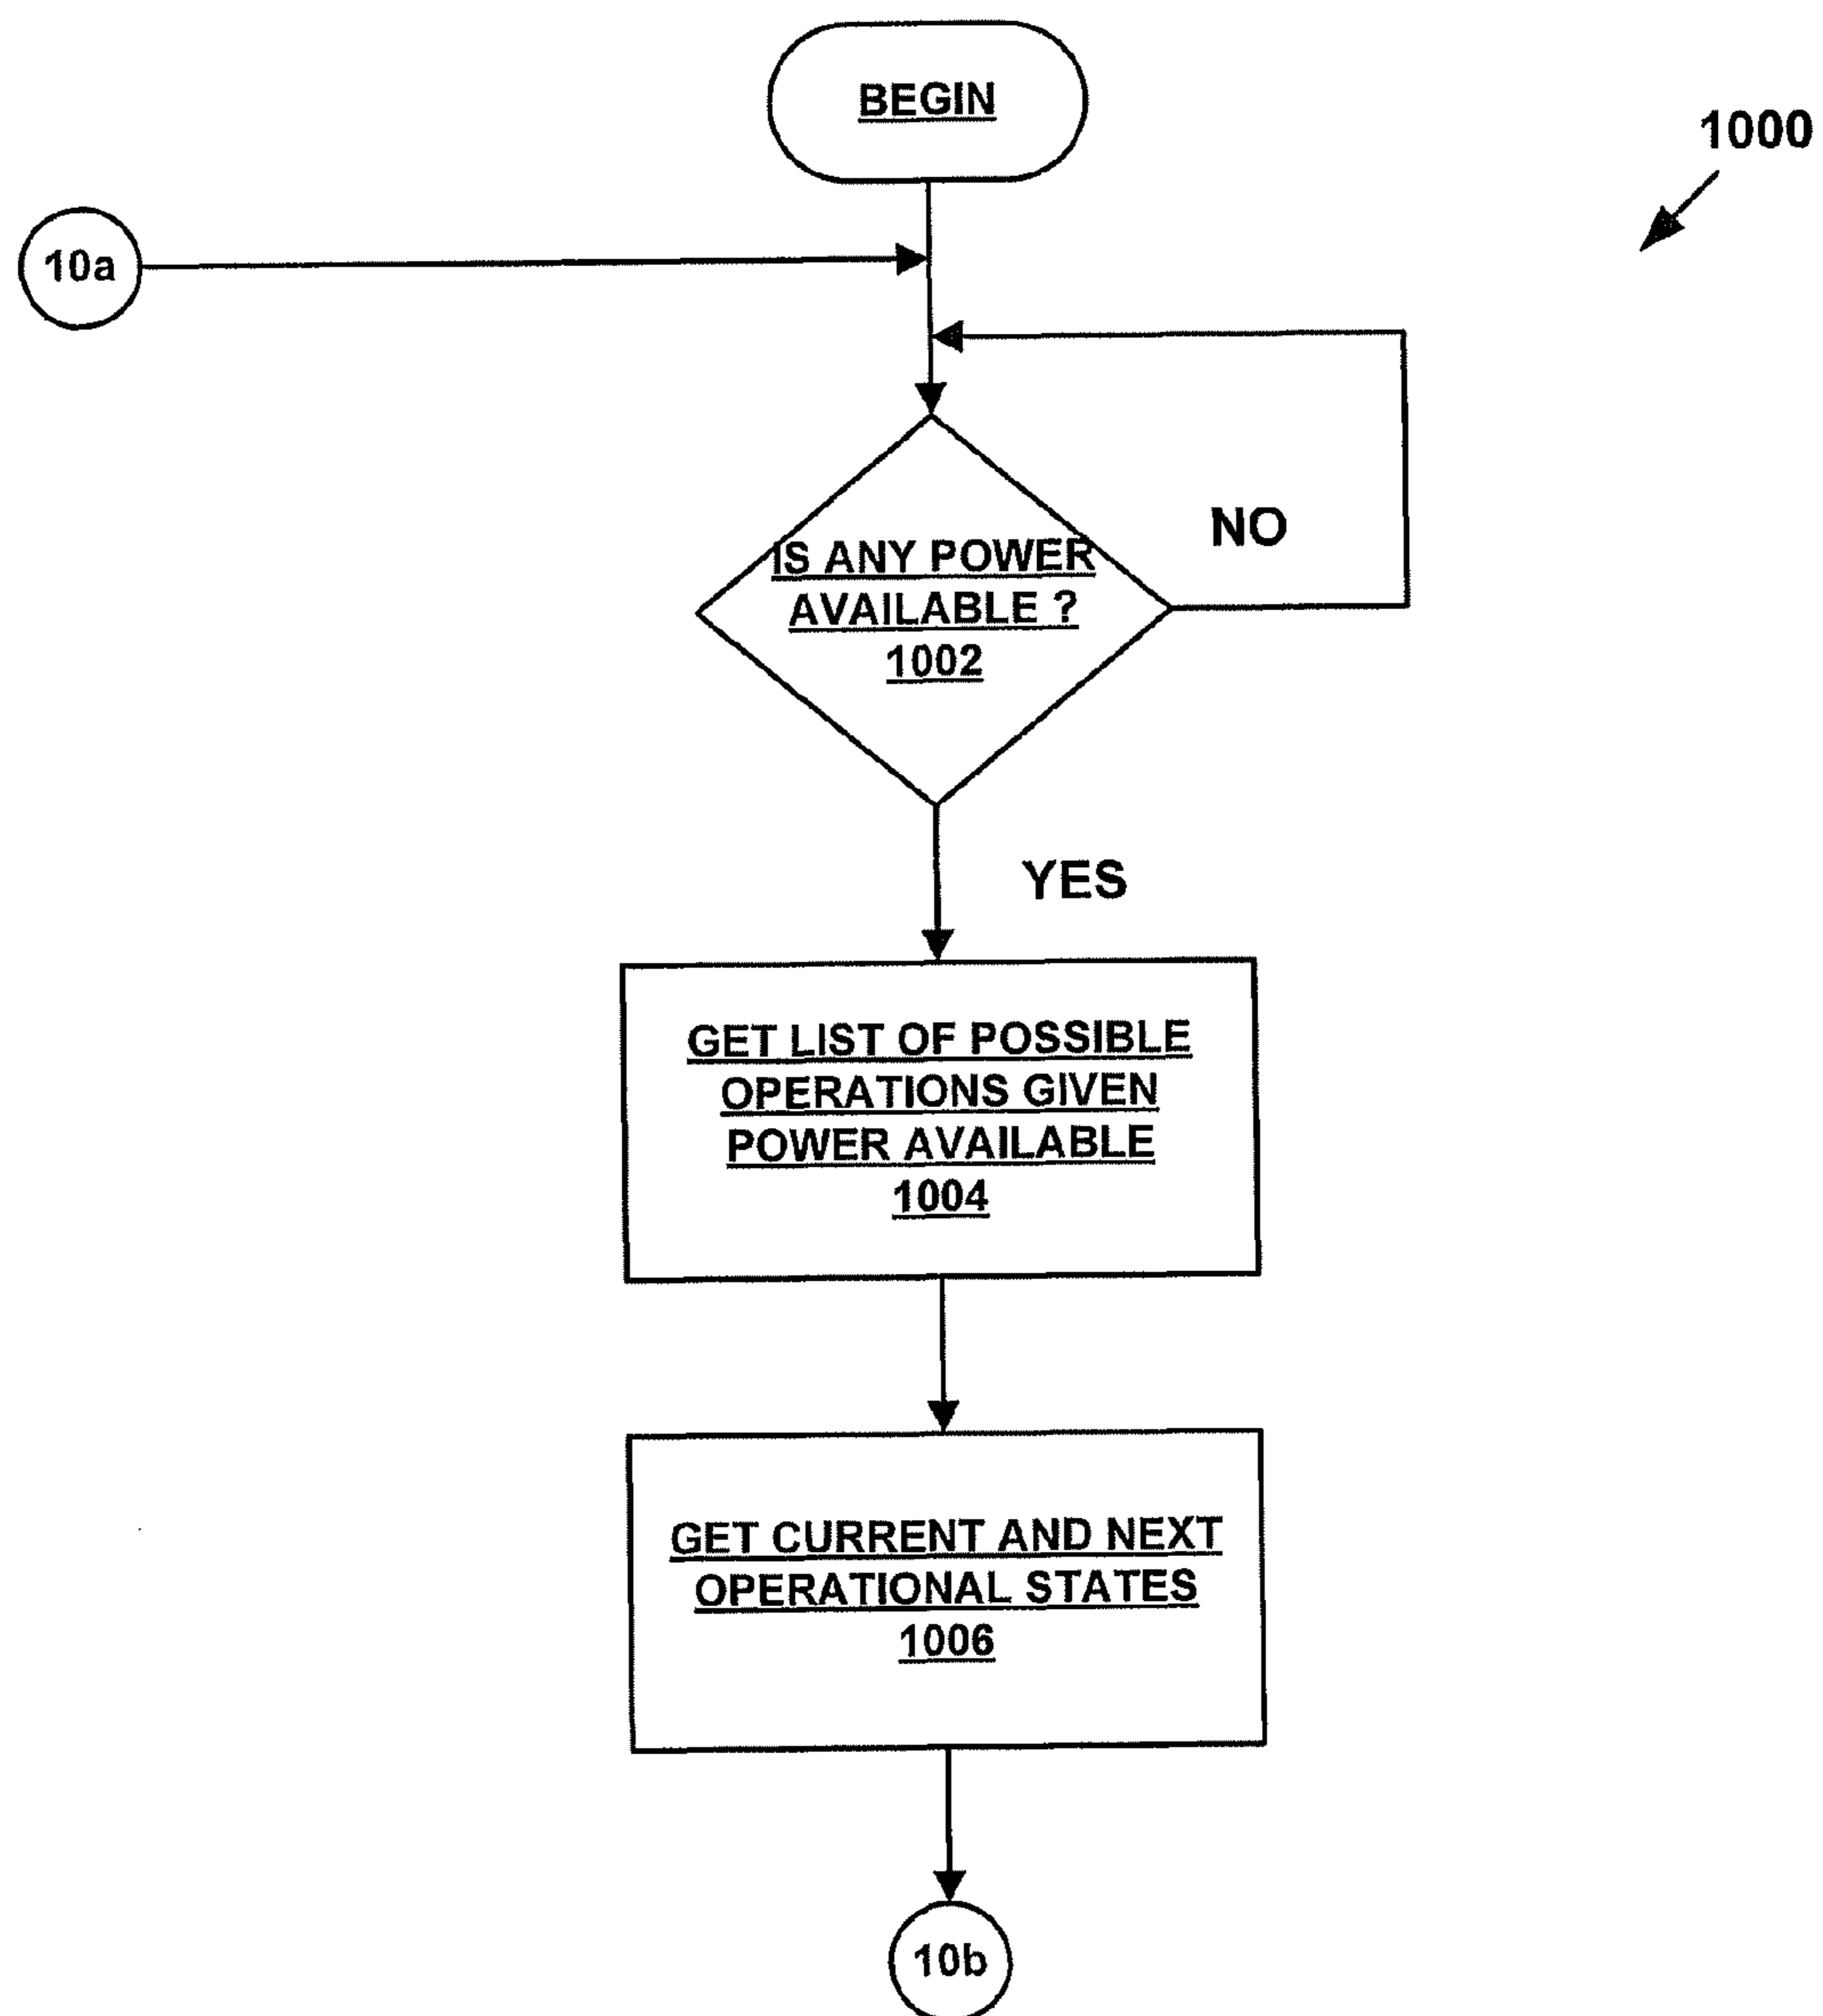 BEGIN
1000
10a
IS ANY POWER
AVAILABLE ?
1002
NO
YES
GET LIST OF POSSIBLE
OPERATIONS GIVEN
POWER AVAILABLE
1004
GET CURRENT AND NEXT
OPERATIONAL STATES
1006
10b